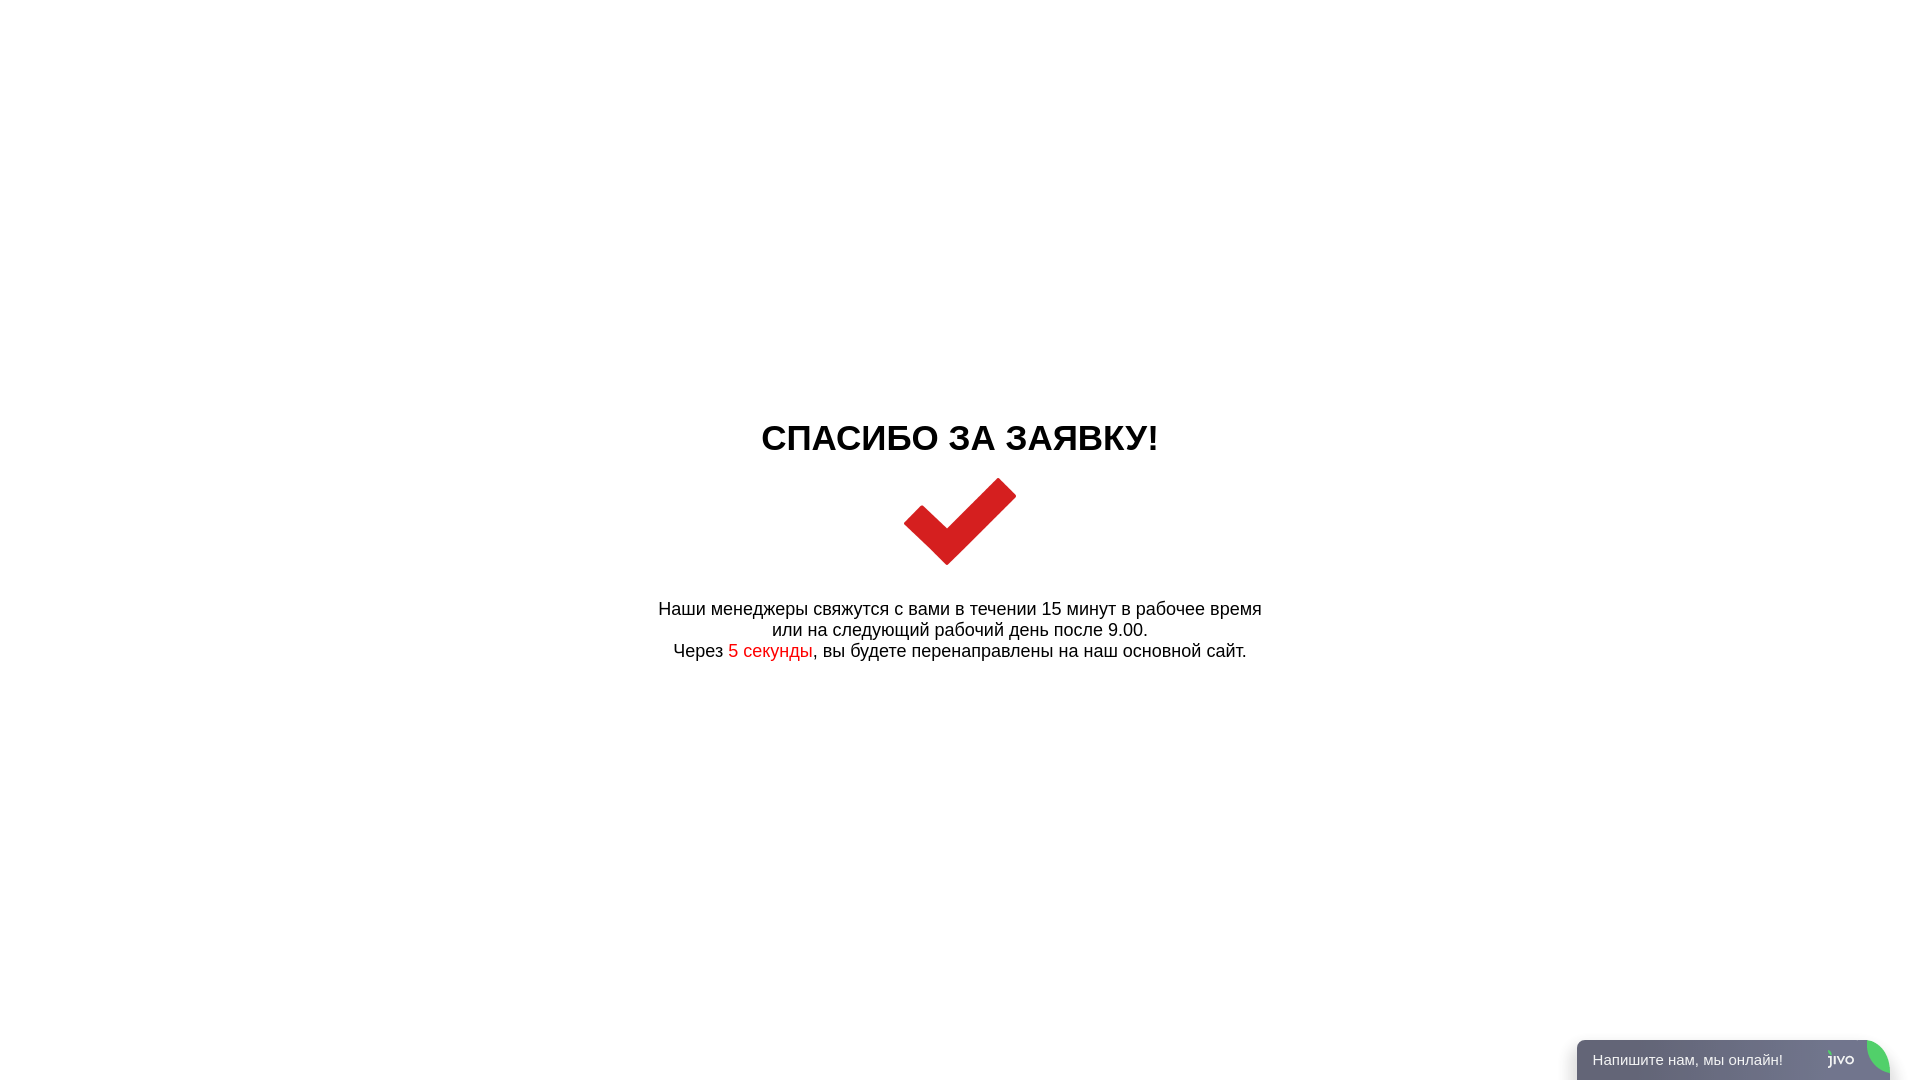 СПАСИБО ЗА ЗАЯВКУ!
Наши менеджеры свяжутся с вами в течении 15 минут в рабочее время
или на следующий рабочий день после 9.00.
Через 5 секунды, вы будете перенаправлены на наш основной сайт.
Напишите нам, мы онлайн!
jivo